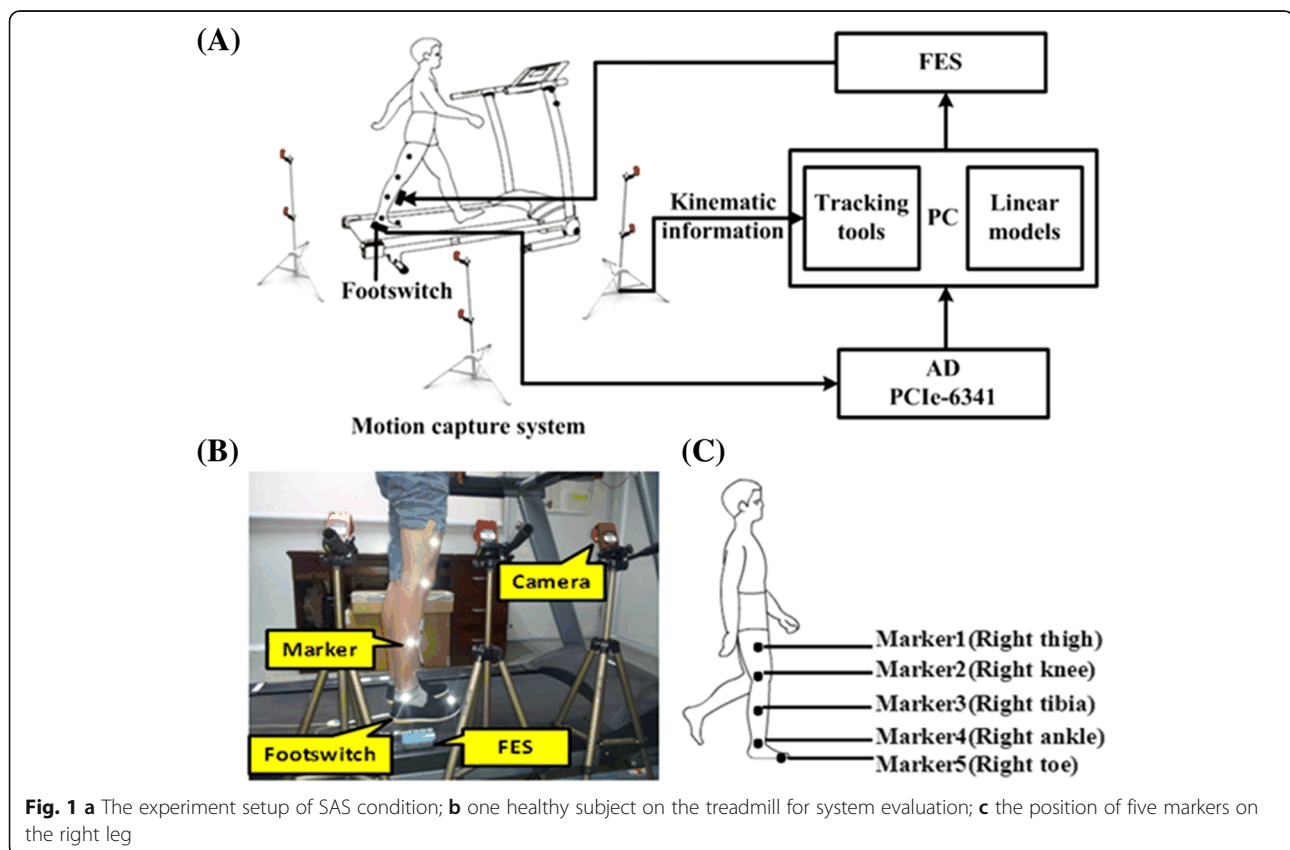 (A)
FES
Kinematic
information
Tracking
tools
PC
Linear
models
Footswitch
AD
PCIe-6341
Motion capture system
(B)
(C)
Camera
Marker
Footswitch
FES
Marker1(Right thigh)
Marker2(Right knee)
Marker3(Right tibia)
Marker4(Right ankle)
Marker5(Right toe)
Fig. 1 a The experiment setup of SAS condition; b one healthy subject on the treadmill for system evaluation; c the position of five markers on
the right leg